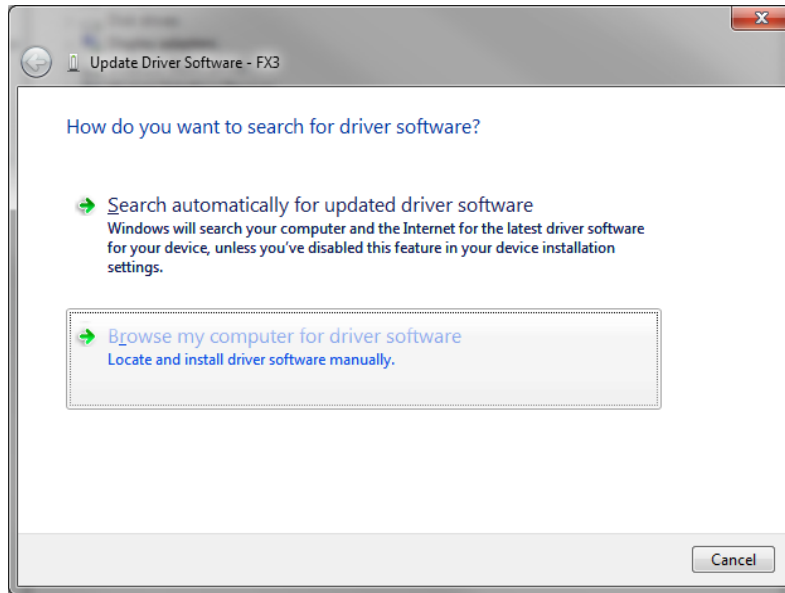 Update Driver Software - FX3
How do you want to search for driver software?
Search automatically for updated driver software
Windows will search your computer and the Internet for the latest driver software
for your device, unless you've disabled this feature in your device installation
settings.
Browse my computer for driver software
Locate and install driver software manually.
Cancel